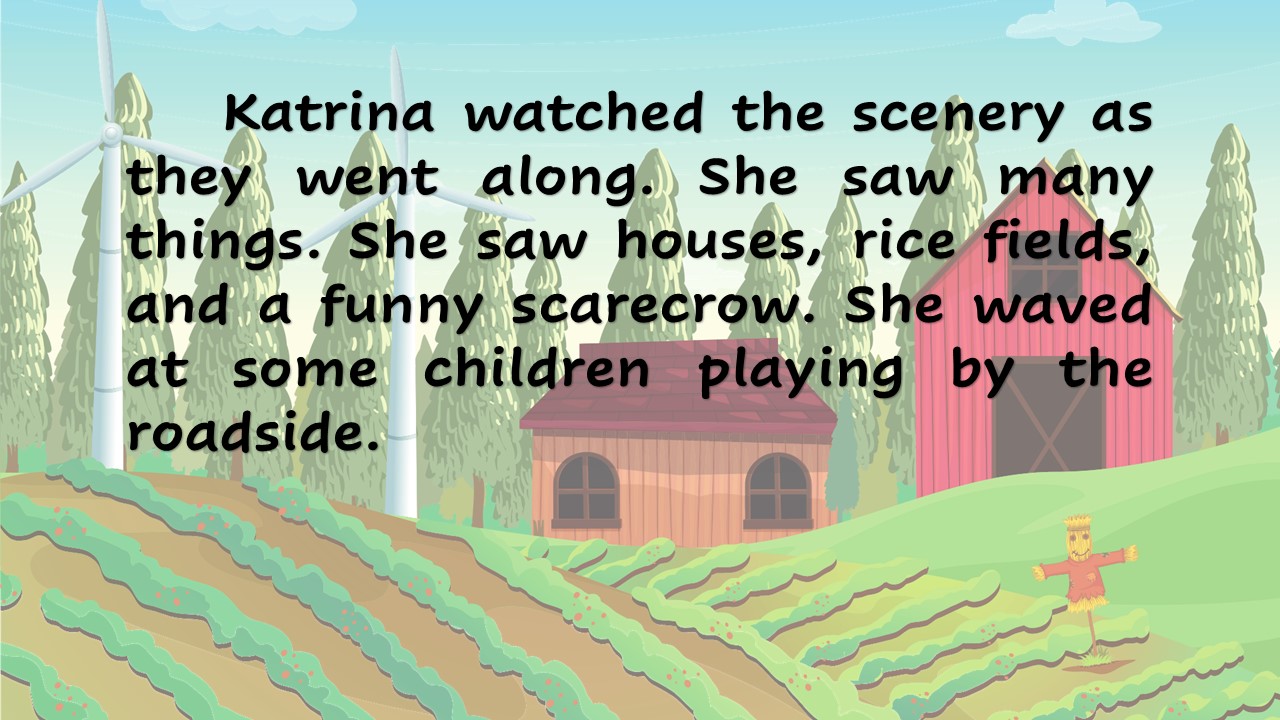 Katrina watched the scenery as
they went along. She saw many
things. She saw houses, rice fields,
and a funny scarecrow. She waved
at some children playing by the
roadside.